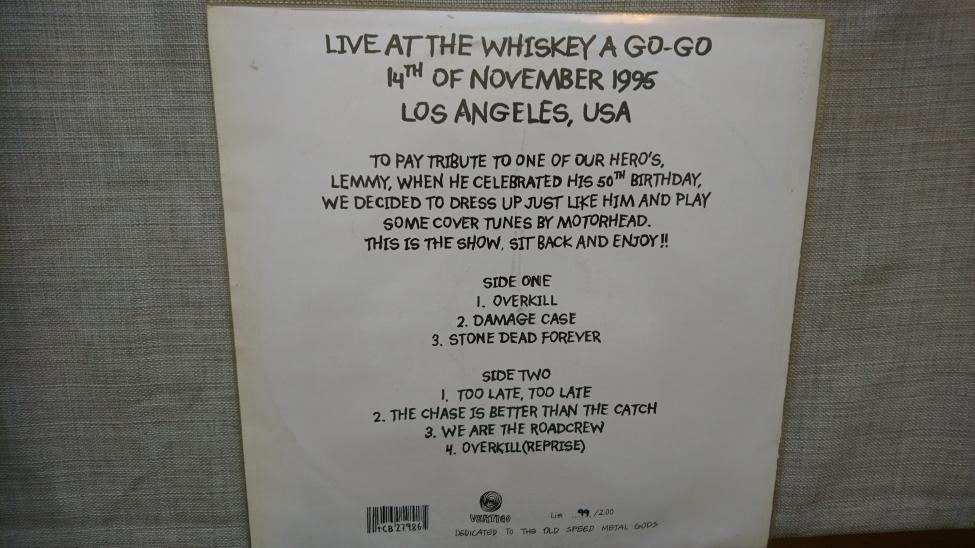 LIVE AT THE WHISKEY A GO-GO
14TH OF NOVEMBER 1995
LOS ANGELES, USA
TO PAY TRIBUTE TO ONE OF OUR HERO'S,
LEMMY, WHEN HE CELEBRATED HIS 50TH BIRTHDAY,
WE DECIDED TO DRESS UP JUST LIKE HIM AND PLAY
SOME COVER TUNES BY MOTORHEAD.
THIS IS THE SHOW, SIT BACK AND ENJOY!!
SIDE ONE
1. OVERKILL
2. DAMAGE CASE
3. STONE DEAD FOREVER
SIDE TWO
1. TOO LATE, TOO LATE
2. THE CHASE IS BETTER THAN THE CATCH
3. WE ARE THE ROADCREW
4. OVERKILL(REPRISE)
TCB27986
VERTIGO
Lim ..99../200
DEDICATED TO THE OLD SPEED METAL GODS